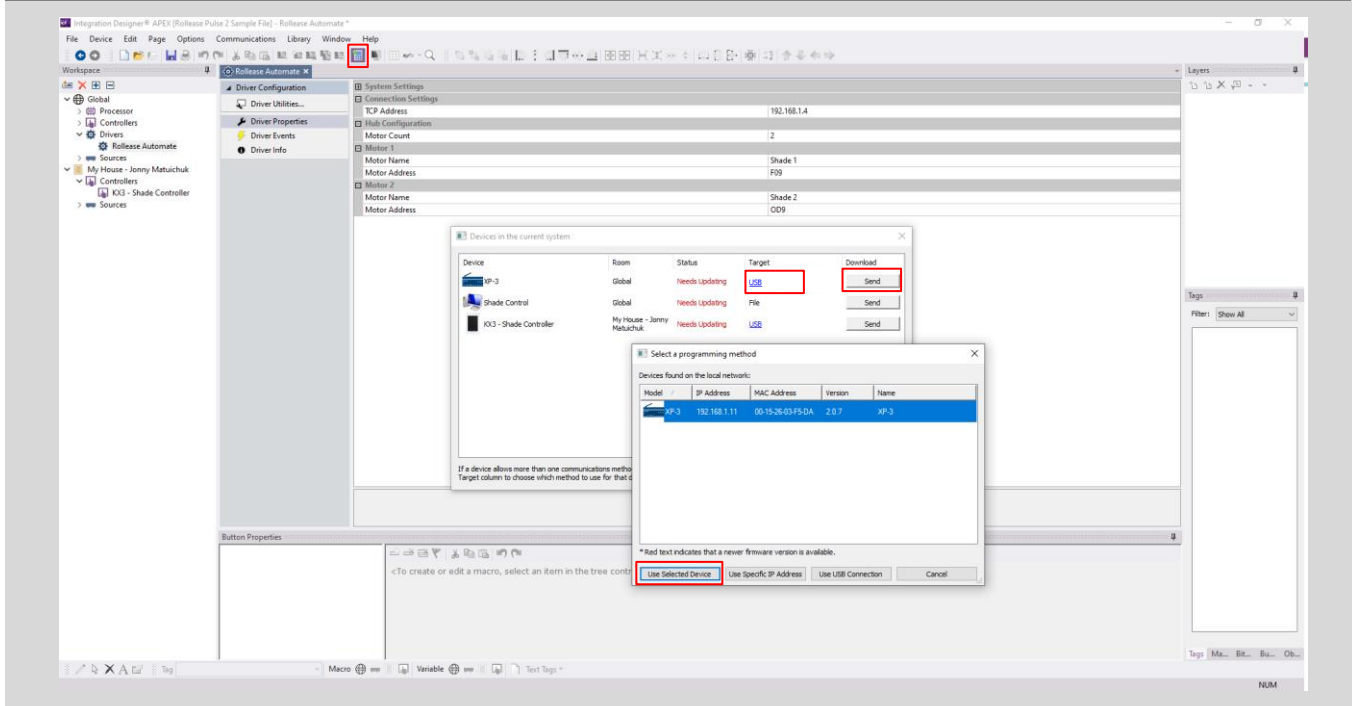 Integration Designer® APEX [Rollease Pulse 2 Sample File] - Rollease Automate *
File Device Edit Page Options Communications Library Window Help
Workspace
Global
Processor
Controllers
Drivers
Rollease Automate
Sources
My House - Jonny Matuichuk
Controllers
KX3 - Shade Controller
Sources
Rollease Automate
Driver Configuration
Driver Utilities...
Driver Properties
Driver Events
Driver Info
System Settings
Connection Settings
TCP Address 192.168.1.4
Hub Configuration
Motor Count 2
Motor 1
Motor Name Shade 1
Motor Address F09
Motor 2
Motor Name Shade 2
Motor Address OD9
Devices in the current system
Device Room Status Target Download
XP-3 Global Needs Updating USB Send
Shade Control Global Needs Updating File Send
KX3 - Shade Controller My House - Jonny Matuichuk Needs Updating USB Send
If a device allows more than one communications metho
Target column to choose which method to use for that d
Select a programming method
Devices found on the local network:
Model IP Address MAC Address Version Name
XP-3 192.168.1.11 00-15-26-03-F5-DA 2.0.7 XP-3
*Red text indicates that a newer firmware version is available.
Use Selected Device Use Specific IP Address Use USB Connection Cancel
Button Properties
<To create or edit a macro, select an item in the tree contr
Layers
Tags
Filter: Show All
Tags Ma... Bit... Bu... Ob...
Tag Macro Variable Text Tags
NUM